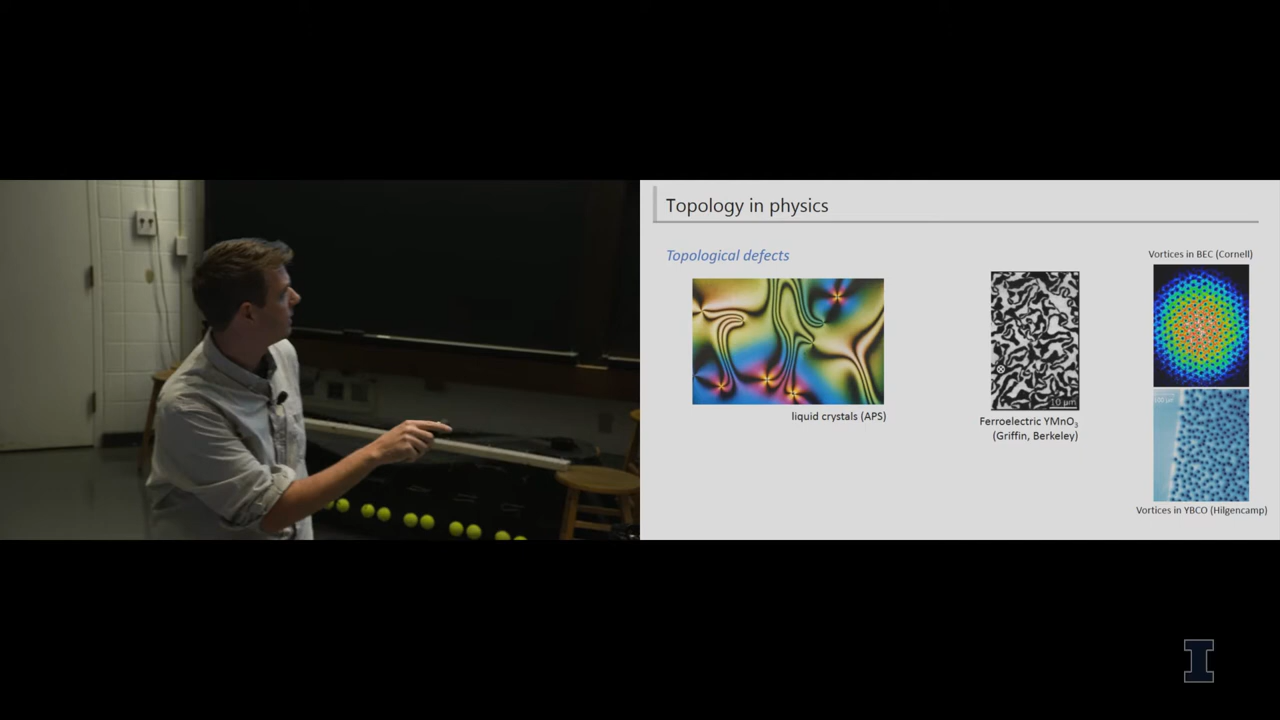 Topology in physics
Topological defects
liquid crystals (APS)
10 μm
Ferroelectric YMnO₃
(Griffin, Berkeley)
Vortices in BEC (Cornell)
Vortices in YBCO (Hilgencamp)
I